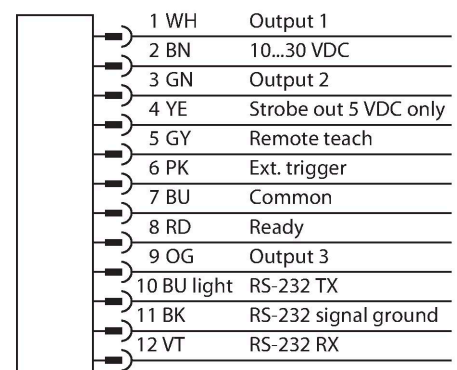 1 WH Output 1
2 BN 10...30 VDC
3 GN Output 2
4 YE Strobe out 5 VDC only
5 GY Remote teach
6 PK Ext. trigger
7 BU Common
8 RD Ready
9 OG Output 3
10 BU light RS-232 TX
11 BK RS-232 signal ground
12 VT RS-232 RX